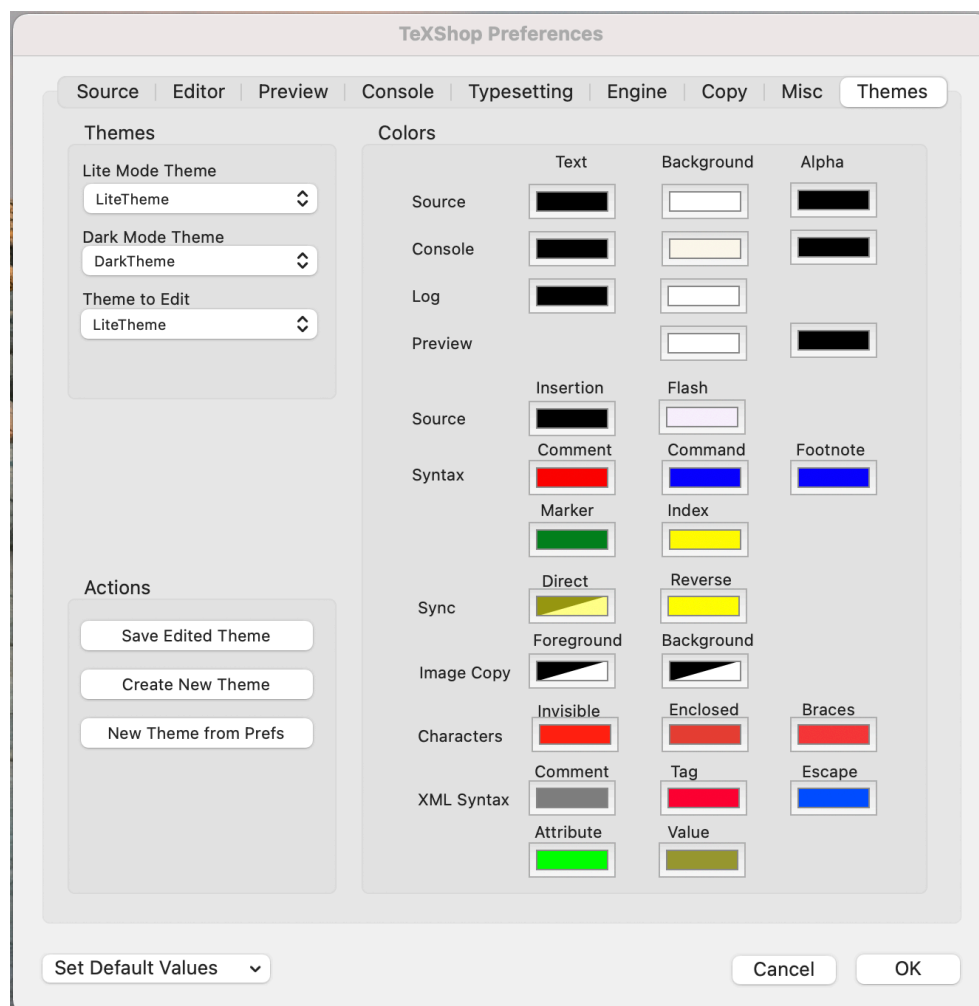 TeXShop Preferences
Source Editor Preview Console Typesetting Engine Copy Misc Themes
Themes
Lite Mode Theme
LiteTheme
Dark Mode Theme
DarkTheme
Theme to Edit
LiteTheme
Actions
Save Edited Theme
Create New Theme
New Theme from Prefs
Colors
Text Background Alpha
Source
Console
Log
Preview
Insertion Flash
Source
Comment Command Footnote
Syntax
Marker Index
Direct Reverse
Sync
Foreground Background
Image Copy
Invisible Enclosed Braces
Characters
Comment Tag Escape
XML Syntax
Attribute Value
Set Default Values Cancel OK